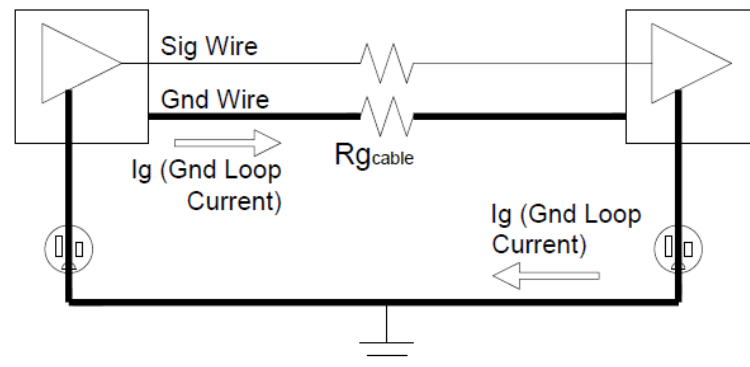 Sig Wire
Gnd Wire
Rgcable
Ig (Gnd Loop
Current)
Ig (Gnd Loop
Current)